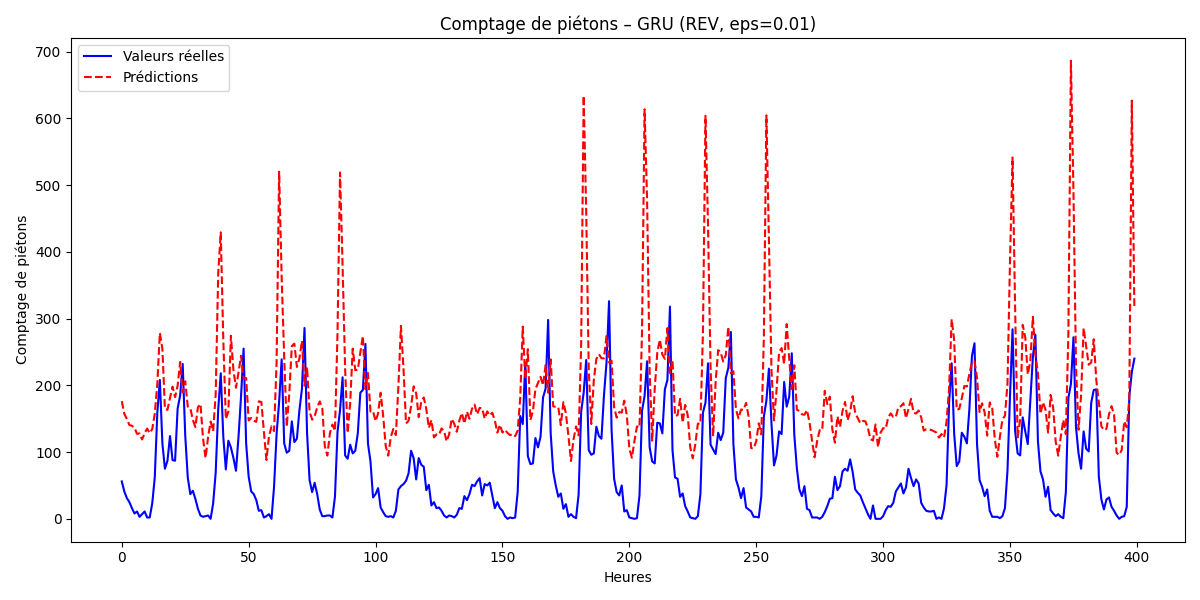 Comptage de piétons – GRU (REV, eps=0.01)
Valeurs réelles
Prédictions
Comptage de piétons
700
600
500
400
300
200
100
0
0 50 100 150 200 250 300 350 400
Heures